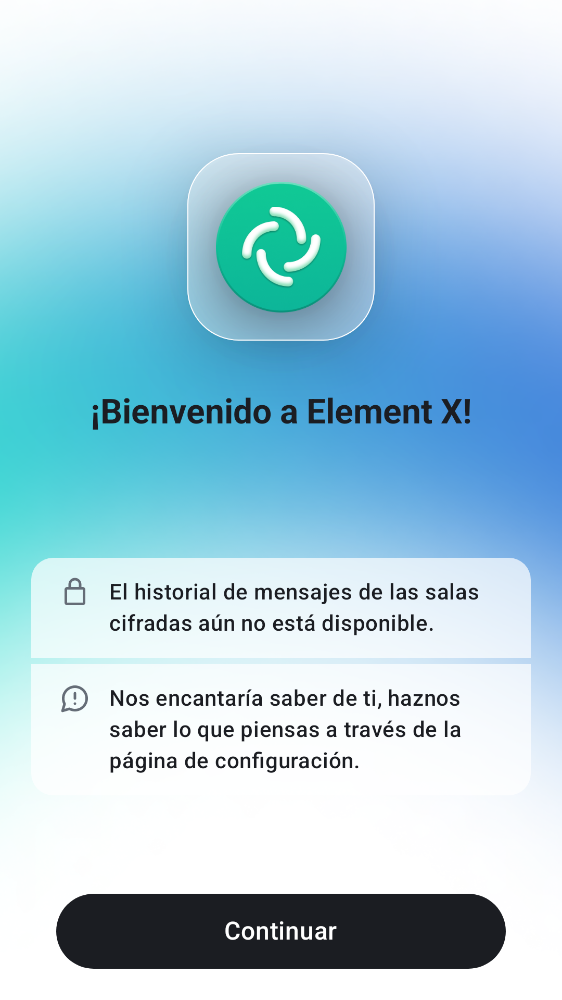 ¡Bienvenido a Element X!
El historial de mensajes de las salas
cifradas aún no está disponible.
Nos encantaría saber de ti, haznos
saber lo que piensas a través de la
página de configuración.
Continuar